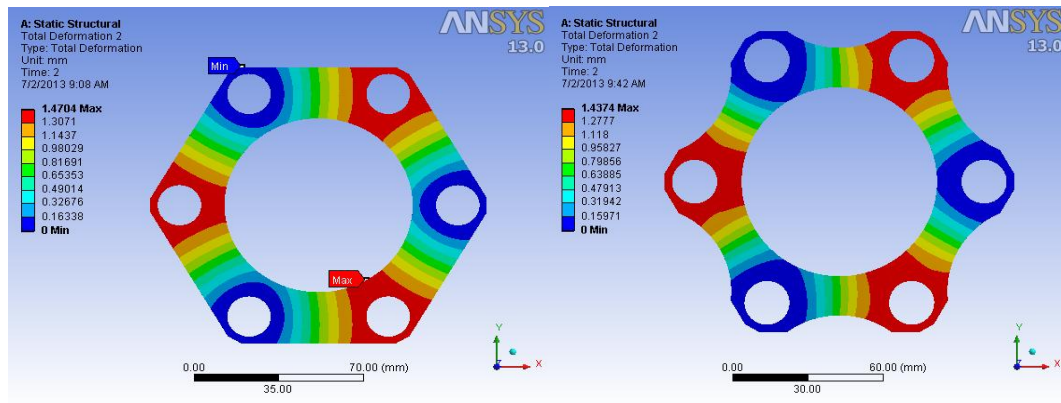 A: Static Structural
Total Deformation 2
Type: Total Deformation
Unit: mm
Time: 2
7/2/2013 9:08 AM
ANSYS
13.0
1.4704 Max
1.3071
1.1437
0.98029
0.81691
0.65353
0.49014
0.32676
0.16338
0 Min
Min
Max
0.00
70.00 (mm)
35.00
Y
X
A: Static Structural
Total Deformation 2
Type: Total Deformation
Unit: mm
Time: 2
7/2/2013 9:42 AM
ANSYS
13.0
1.4374 Max
1.2777
1.118
0.95827
0.79856
0.63885
0.47913
0.31942
0.15971
0 Min
0.00
60.00 (mm)
30.00
Y
X